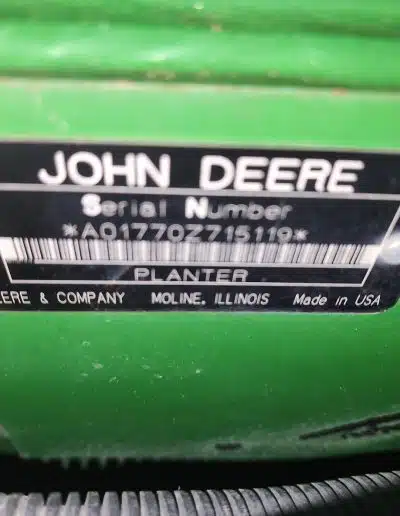 JOHN DEERE
Serial Number
*A01770Z715119*
PLANTER
EERE & COMPANY MOLINE, ILLINOIS Made in USA